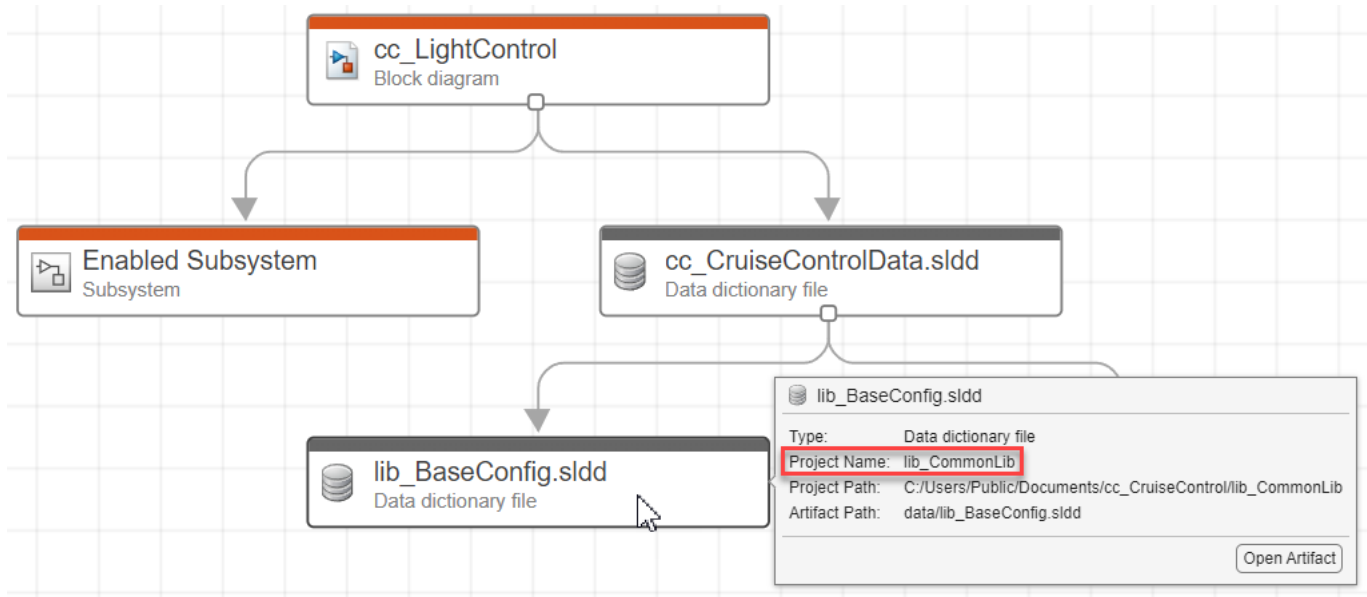 cc_LightControl
Block diagram
Enabled Subsystem
Subsystem
cc_CruiseControlData.sldd
Data dictionary file
lib_BaseConfig.sldd
Data dictionary file
lib_BaseConfig.sldd
Type: Data dictionary file
Project Name: lib_CommonLib
Project Path: C:/Users/Public/Documents/cc_CruiseControl/lib_CommonLib
Artifact Path: data/lib_BaseConfig.sldd
Open Artifact